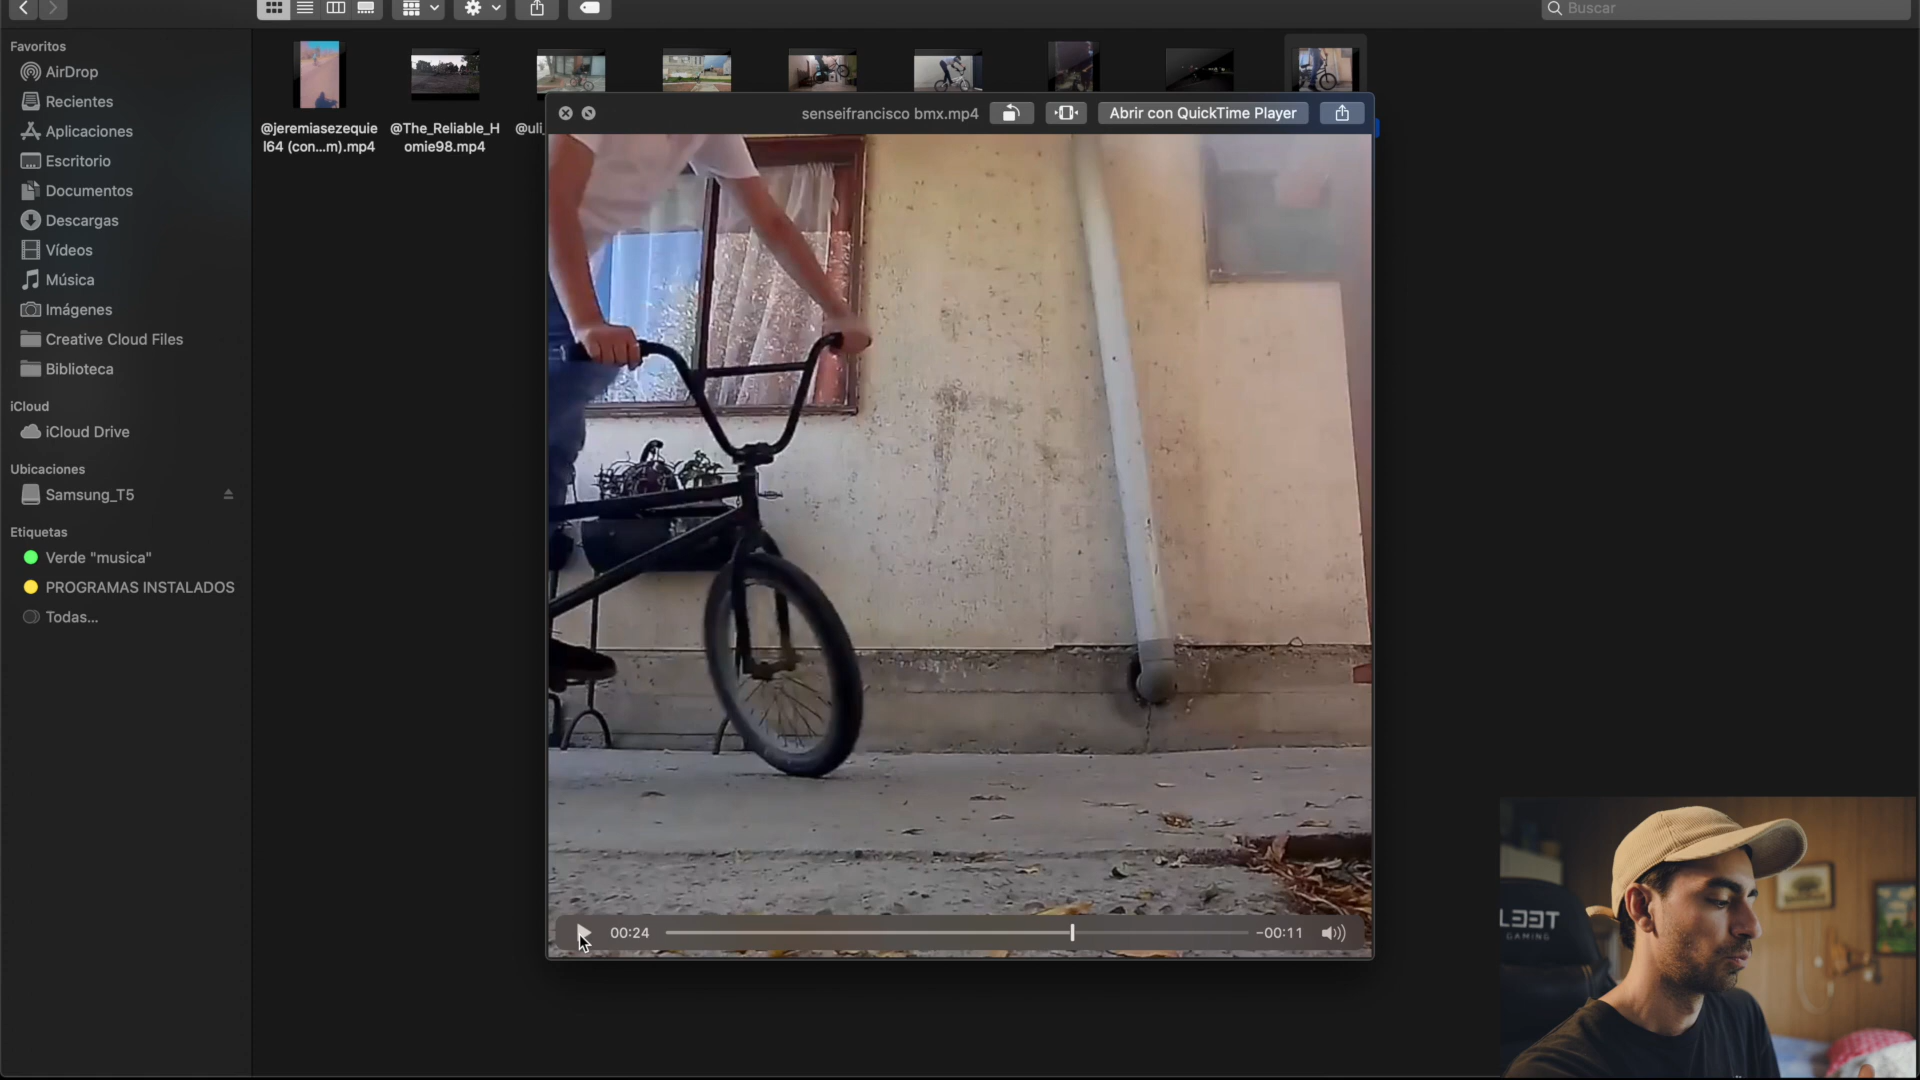 Buscar
Favoritos
AirDrop
Recientes
Aplicaciones
Escritorio
Documentos
Descargas
Vídeos
Música
Imágenes
Creative Cloud Files
Biblioteca
iCloud
iCloud Drive
Ubicaciones
Samsung_T5
Etiquetas
Verde "musica"
PROGRAMAS INSTALADOS
Todas...
@jeremiasezequie
l64 (con...m).mp4
@The_Reliable_H
omie98.mp4
@uli_
senseifrancisco bmx.mp4
Abrir con QuickTime Player
00:24
-00:11
GAMING